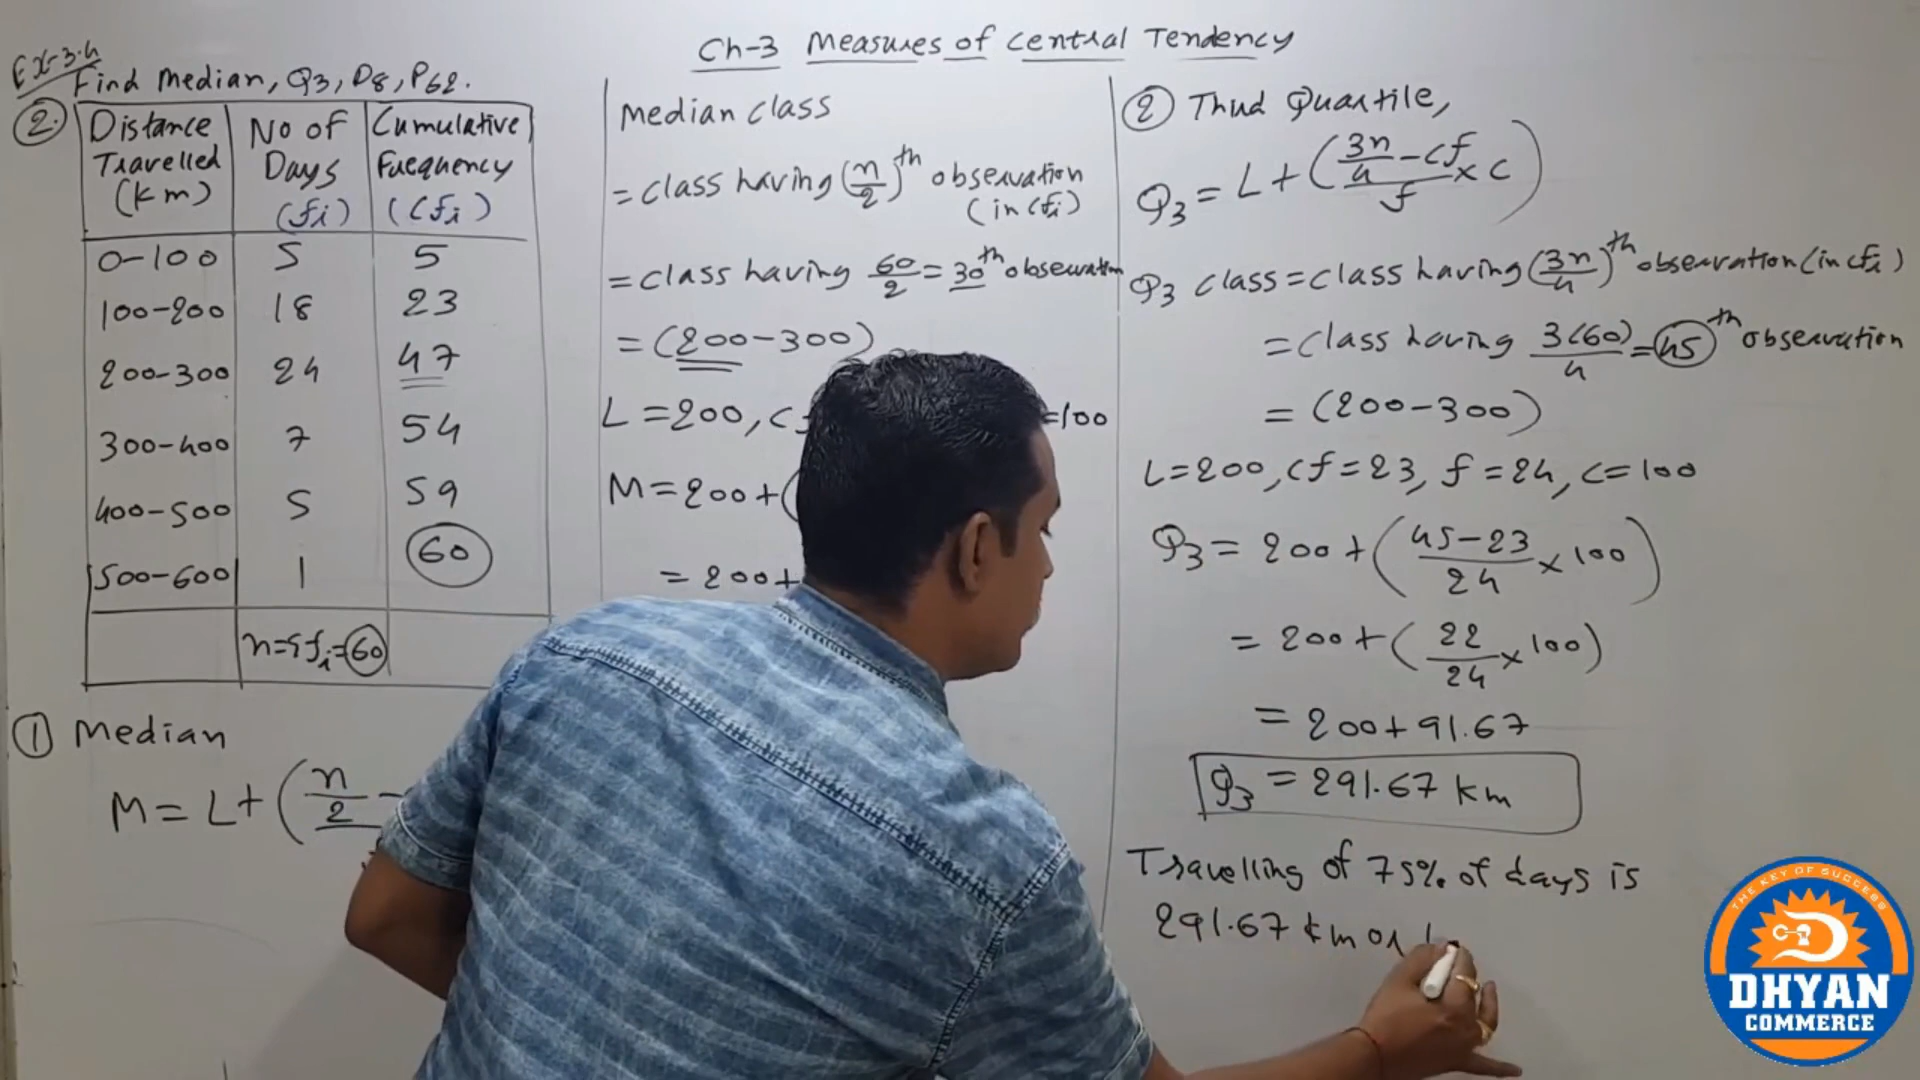 Ch-3 Measures of Central Tendency
Ex-3.4
Find Median, Q3, D8, P62.
② Distance Travelled (km) | No of Days (fi) | Cumulative Frequency (Cfi)
0-100 5 5
100-200 18 23
200-300 24 47
300-400 7 54
400-500 5 59
500-600 1 60
n=Σfi=60
① Median
M = L+ ( n/2 -
Median class
= class having (n/2)th observation
(in cfi)
= class having 60/2 = 30th observation
= (200-300)
L = 200, =100
M = 200+(
= 200+
② Third Quartile,
Q3 = L+ ( (3n/4 - cf)/f × c )
Q3 class = class having (3n/4)th observation (in cfi)
= class having 3(60)/4 = 45th observation
= (200-300)
L=200, cf=23, f=24, c=100
Q3 = 200+ ( (45-23)/24 × 100 )
= 200+ ( 22/24 × 100 )
= 200+91.67
Q3 = 291.67 km
Travelling of 75% of days is
291.67 km or
THE KEY OF SUCCESS
DHYAN
COMMERCE